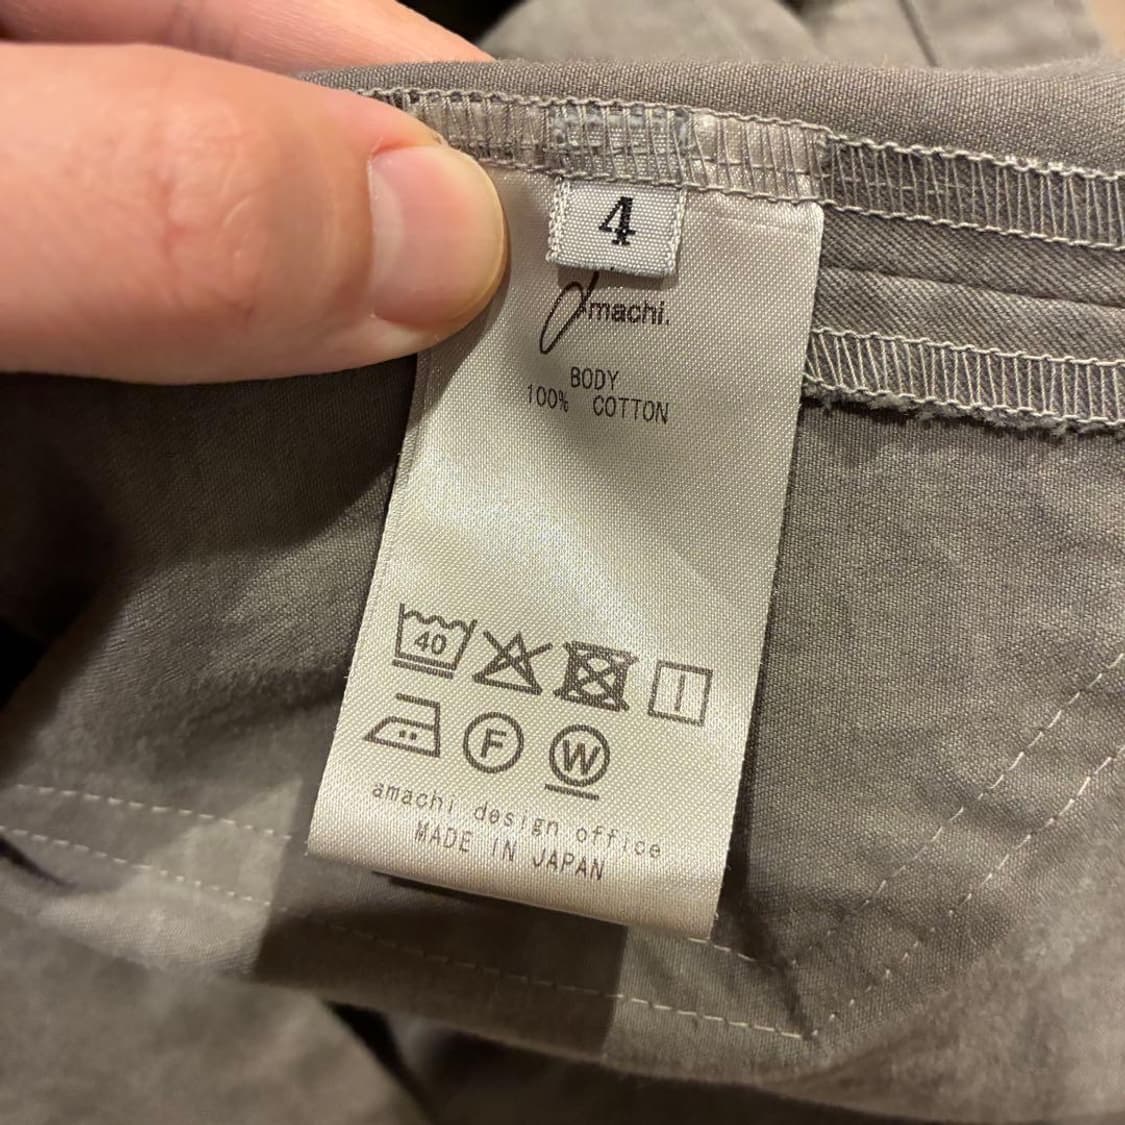 4
amachi.
BODY
100% COTTON
40
F W
amachi design office
MADE IN JAPAN